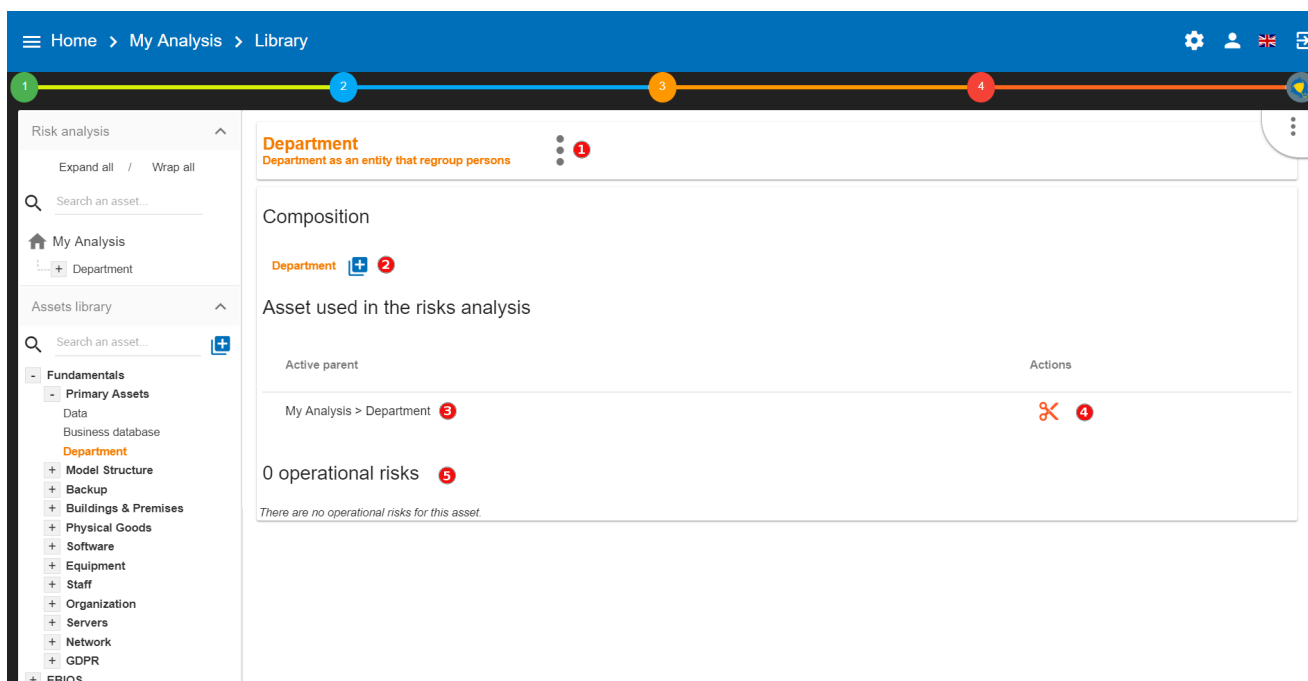 Home > My Analysis > Library
1 2 3 4
Risk analysis
Expand all / Wrap all
Search an asset...
My Analysis
+ Department
Assets library
Search an asset...
- Fundamentals
- Primary Assets
Data
Business database
Department
+ Model Structure
+ Backup
+ Buildings & Premises
+ Physical Goods
+ Software
+ Equipment
+ Staff
+ Organization
+ Servers
+ Network
+ GDPR
+ EBIOS
Department 1
Department as an entity that regroup persons
Composition
Department 2
Asset used in the risks analysis
Active parent Actions
My Analysis > Department 3 4
0 operational risks 5
There are no operational risks for this asset.